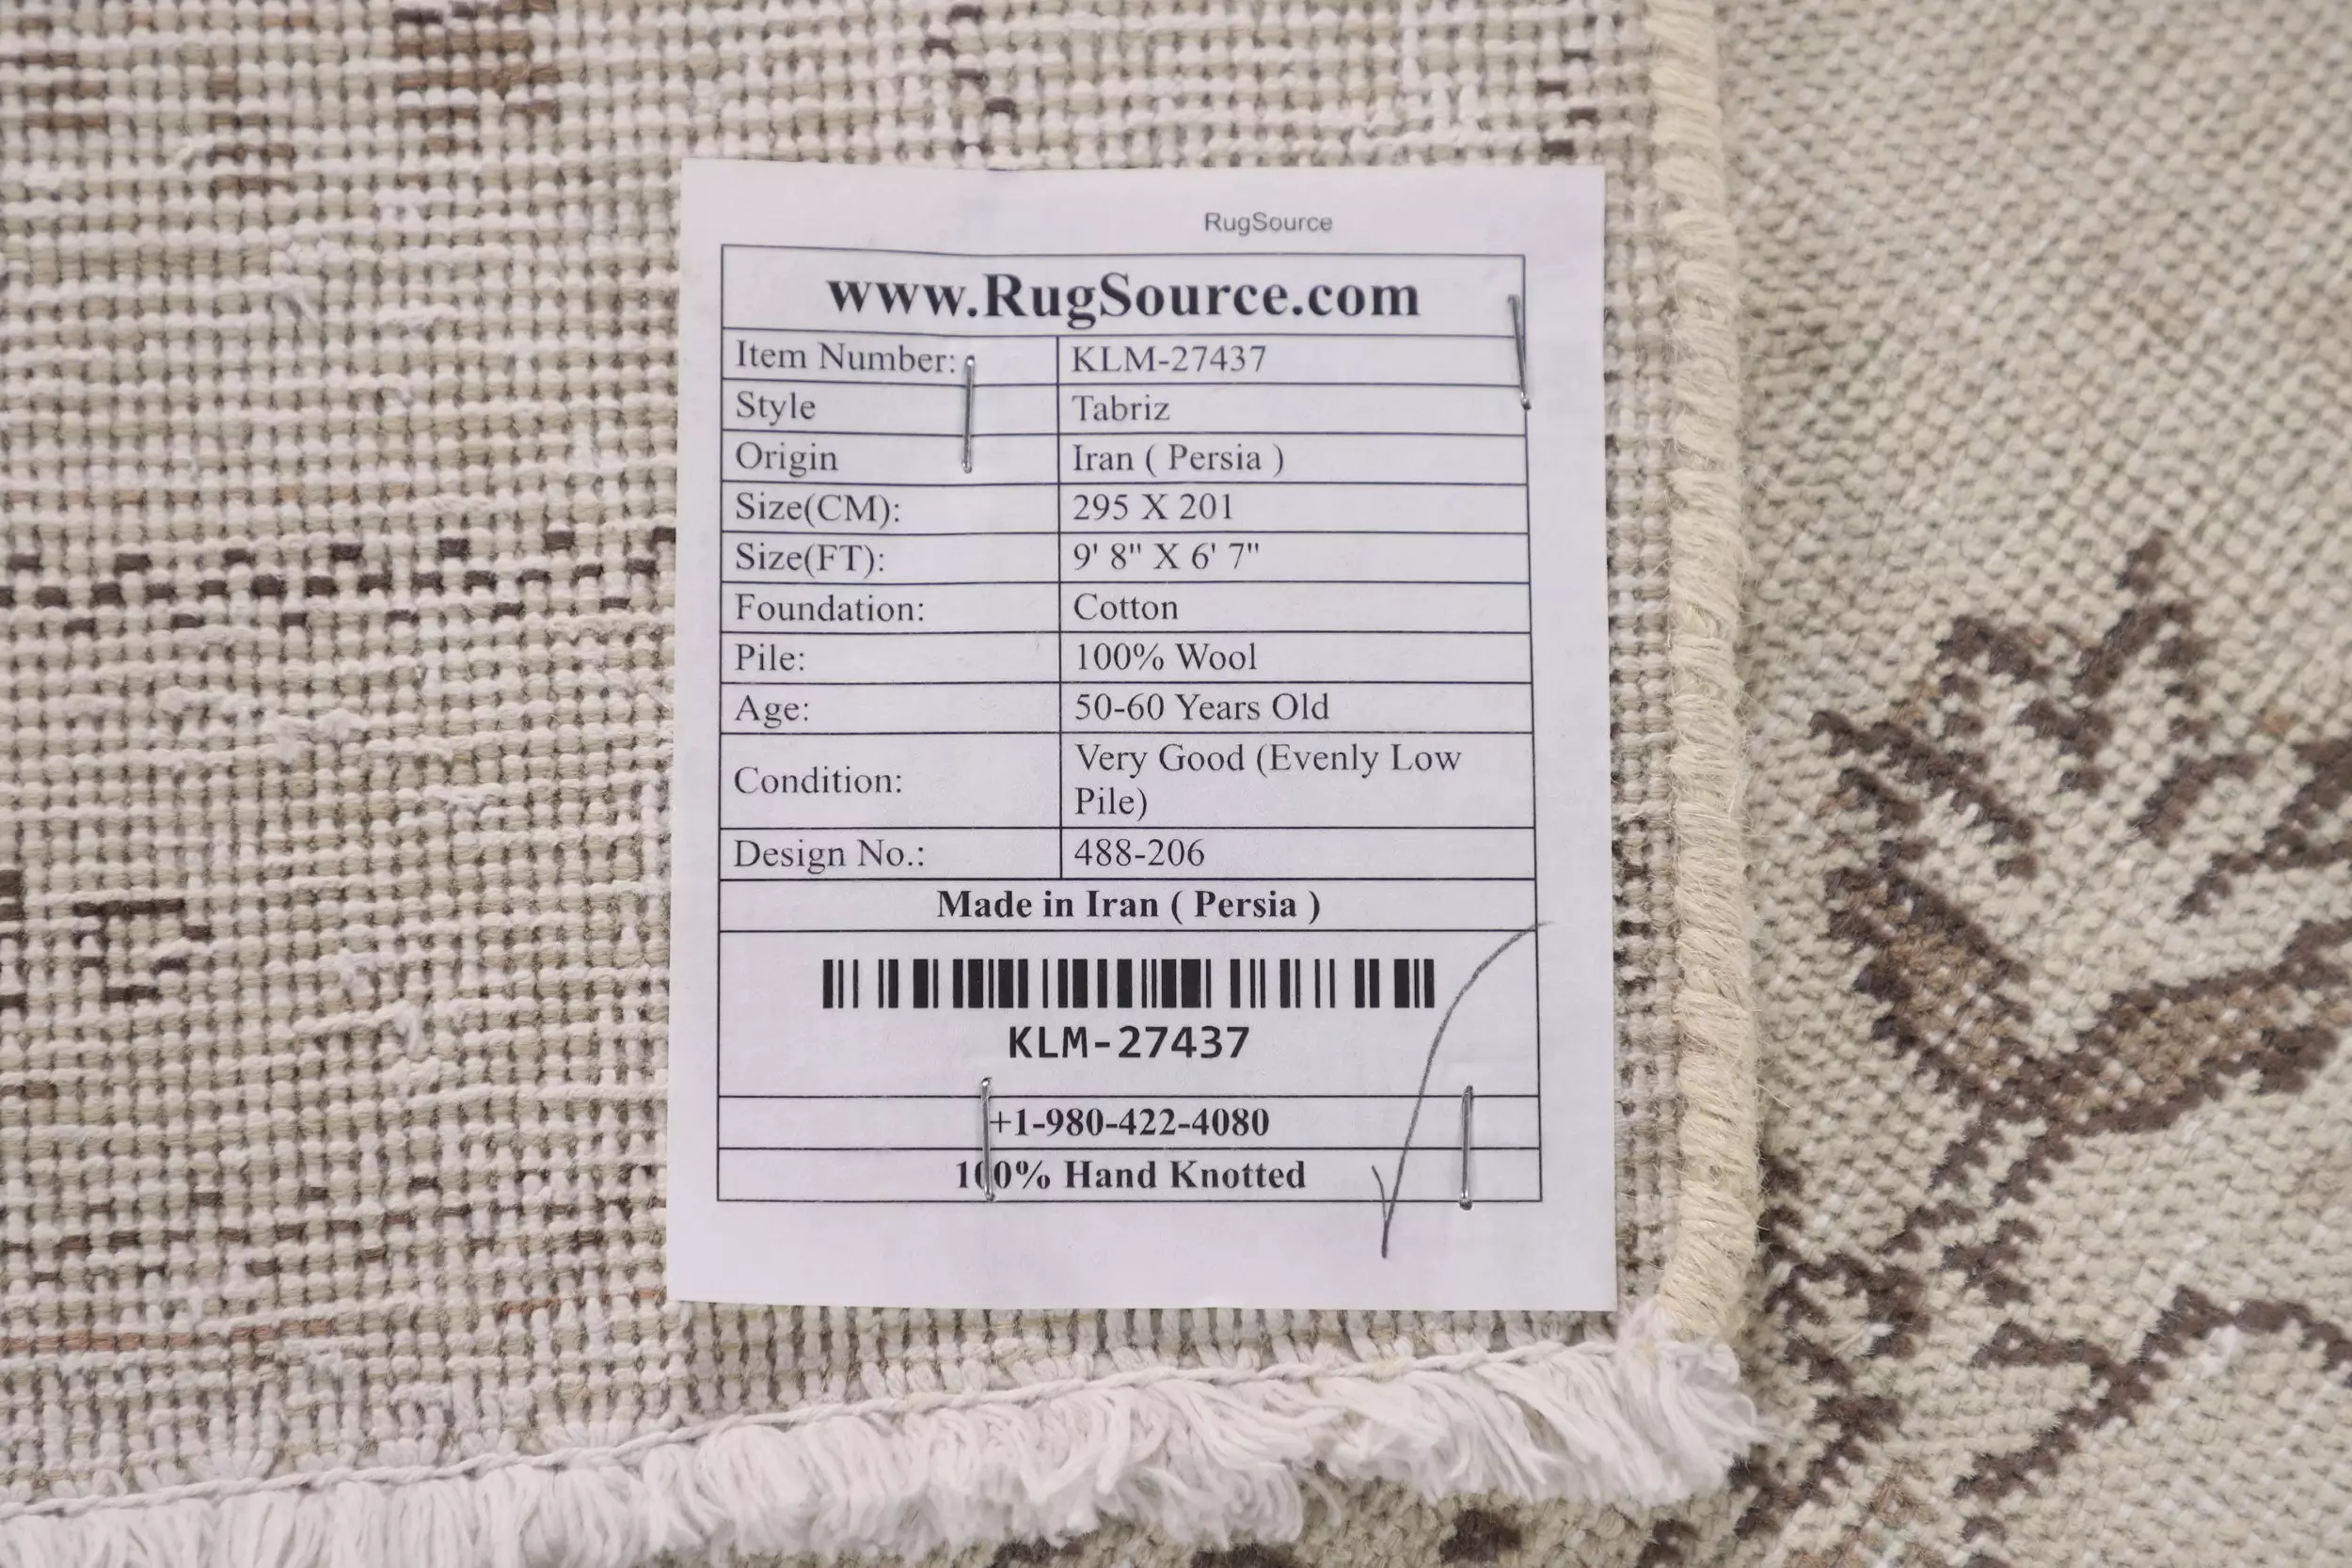 RugSource
www.RugSource.com
Item Number: KLM-27437
Style Tabriz
Origin Iran ( Persia )
Size(CM): 295 X 201
Size(FT): 9' 8" X 6' 7"
Foundation: Cotton
Pile: 100% Wool
Age: 50-60 Years Old
Condition: Very Good (Evenly Low
Pile)
Design No.: 488-206
Made in Iran ( Persia )
KLM-27437
+1-980-422-4080
100% Hand Knotted